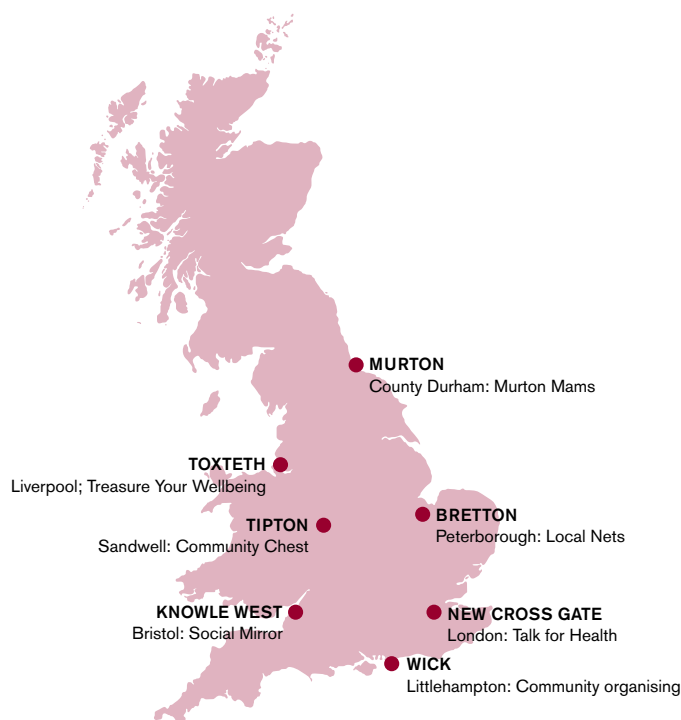 MURTON
County Durham: Murton Mams
TOXTETH
Liverpool; Treasure Your Wellbeing
BRETTON
Peterborough: Local Nets
TIPTON
Sandwell: Community Chest
KNOWLE WEST
Bristol: Social Mirror
NEW CROSS GATE
London: Talk for Health
WICK
Littlehampton: Community organising